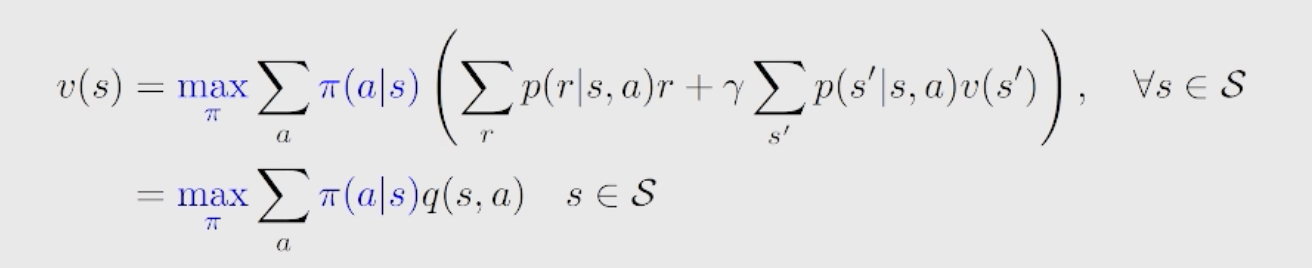 v(s) = max_π ∑_a π(a|s) ( ∑_r p(r|s, a)r + γ ∑_{s′} p(s′|s, a)v(s′) ) , ∀s ∈ 𝒮
= max_π ∑_a π(a|s)q(s, a) s ∈ 𝒮